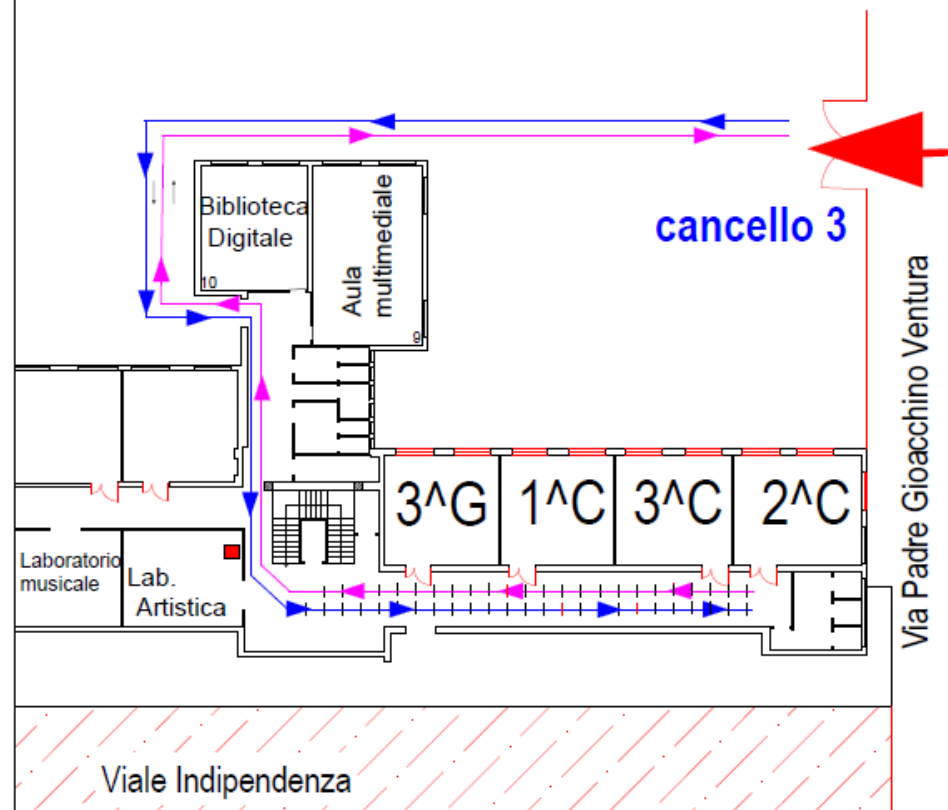 cancello 3
Biblioteca
Digitale
10
Aula
multimediale
9
Via Padre Gioacchino Ventura
3^G
1^C
3^C
2^C
Laboratorio
musicale
Lab.
Artistica
Viale Indipendenza